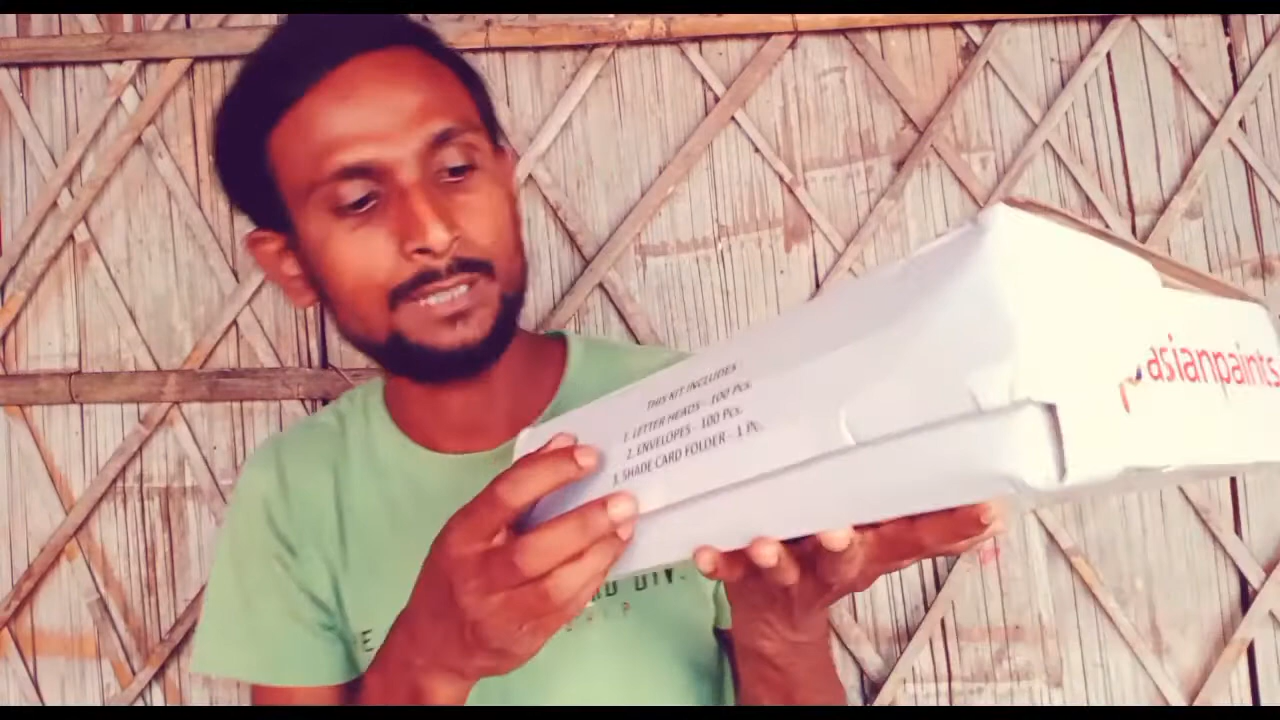 THIS KIT INCLUDES
1. LETTER HEADS - 100 Pcs.
2. ENVELOPES - 100 Pcs.
3. SHADE CARD FOLDER - 1 Pc.
asianpaints
DIV.